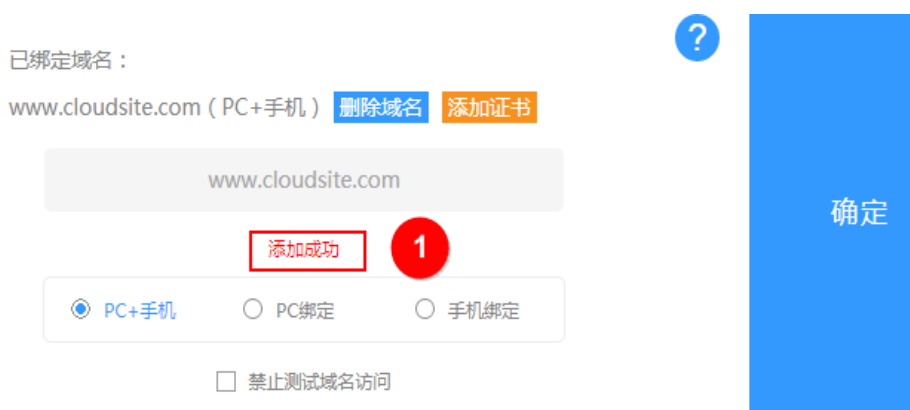 ?
已绑定域名：
www.cloudsite.com（PC+手机） 删除域名 添加证书
www.cloudsite.com
确定
添加成功 1
PC+手机 PC绑定 手机绑定
禁止测试域名访问